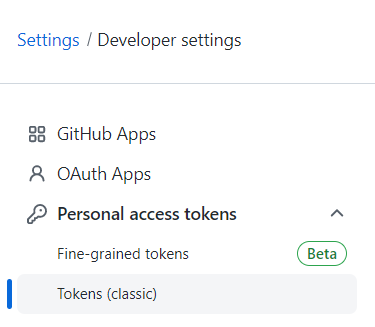 Settings / Developer settings
GitHub Apps
OAuth Apps
Personal access tokens
Fine-grained tokens Beta
Tokens (classic)